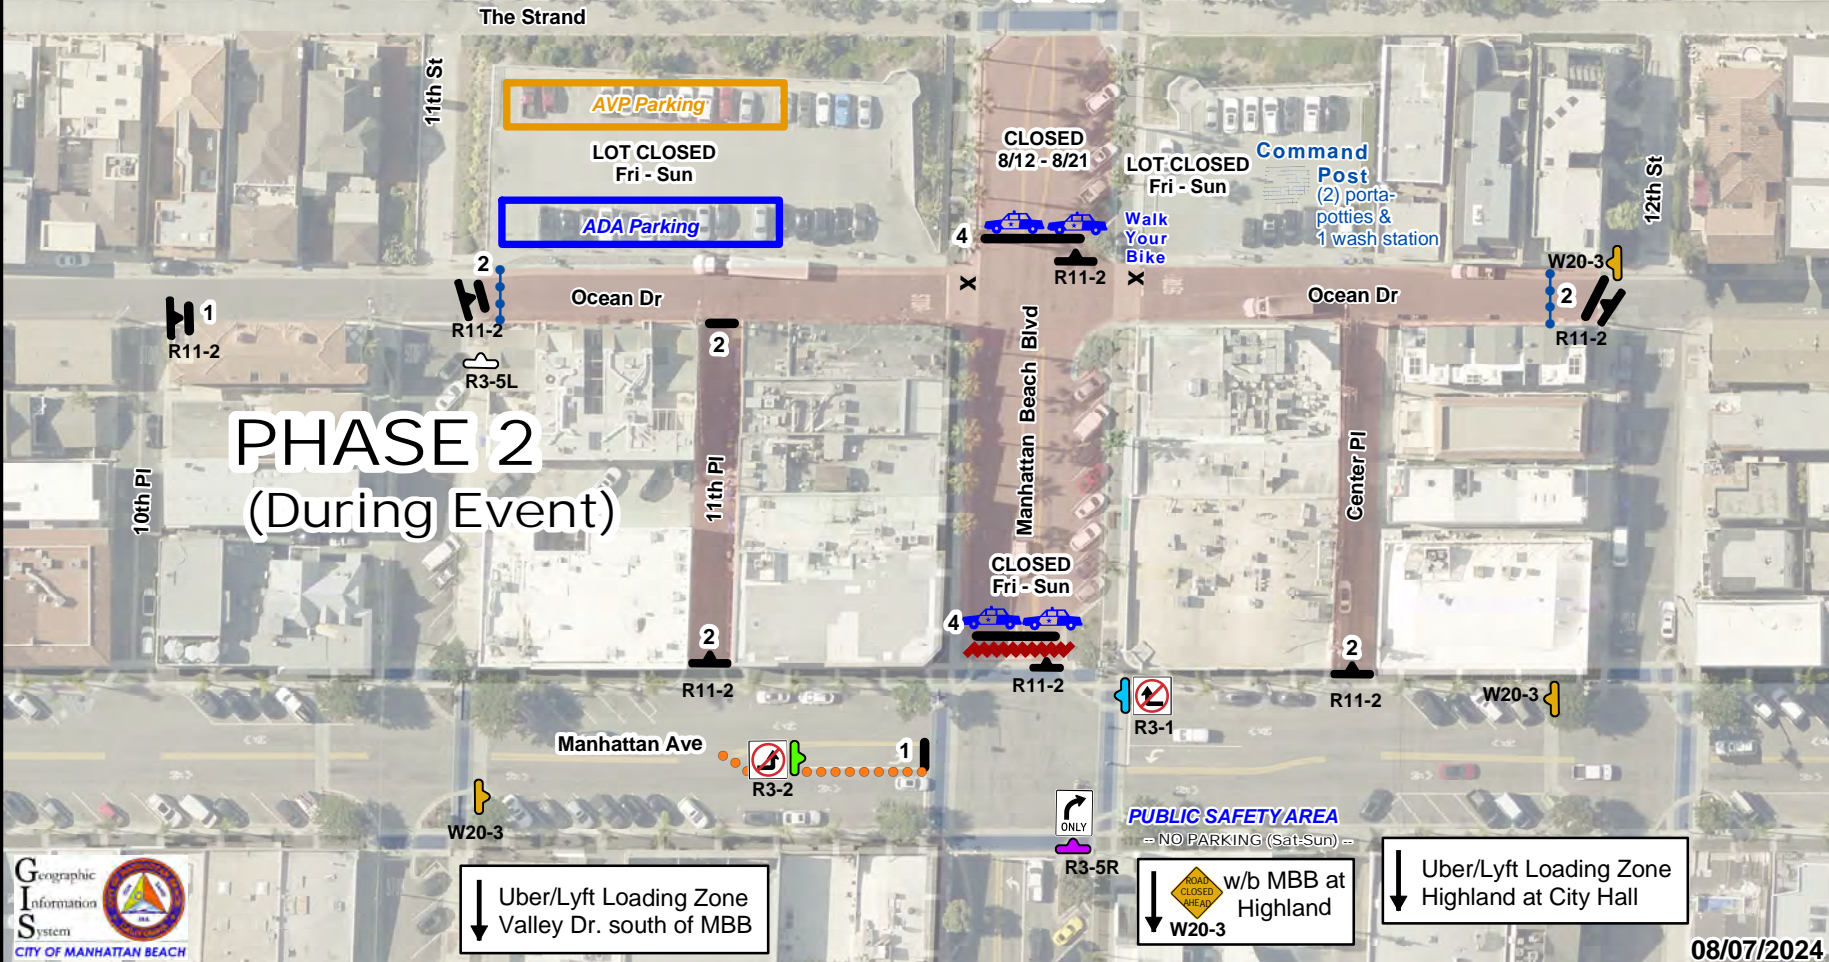 The Strand
11th St
AVP Parking
LOT CLOSED
Fri - Sun
ADA Parking
CLOSED
8/12 - 8/21
LOT CLOSED
Fri - Sun
Command
Post
(2) porta-
potties &
1 wash station
Walk
Your
Bike
12th St
4
R11-2
X
X
W20-3
2
R11-2
2
R11-2
1
R11-2
Ocean Dr
Ocean Dr
R3-5L
2
PHASE 2
(During Event)
10th Pl
11th Pl
Manhattan Beach Blvd
Center Pl
CLOSED
Fri - Sun
4
R11-2
2
R11-2
2
R11-2
R3-1
W20-3
Manhattan Ave
R3-2
1
W20-3
ONLY
R3-5R
PUBLIC SAFETY AREA
-- NO PARKING (Sat-Sun) --
Geographic
Information
System
CITY OF MANHATTAN BEACH
Uber/Lyft Loading Zone
Valley Dr. south of MBB
ROAD
CLOSED
AHEAD
W20-3
w/b MBB at
Highland
Uber/Lyft Loading Zone
Highland at City Hall
08/07/2024